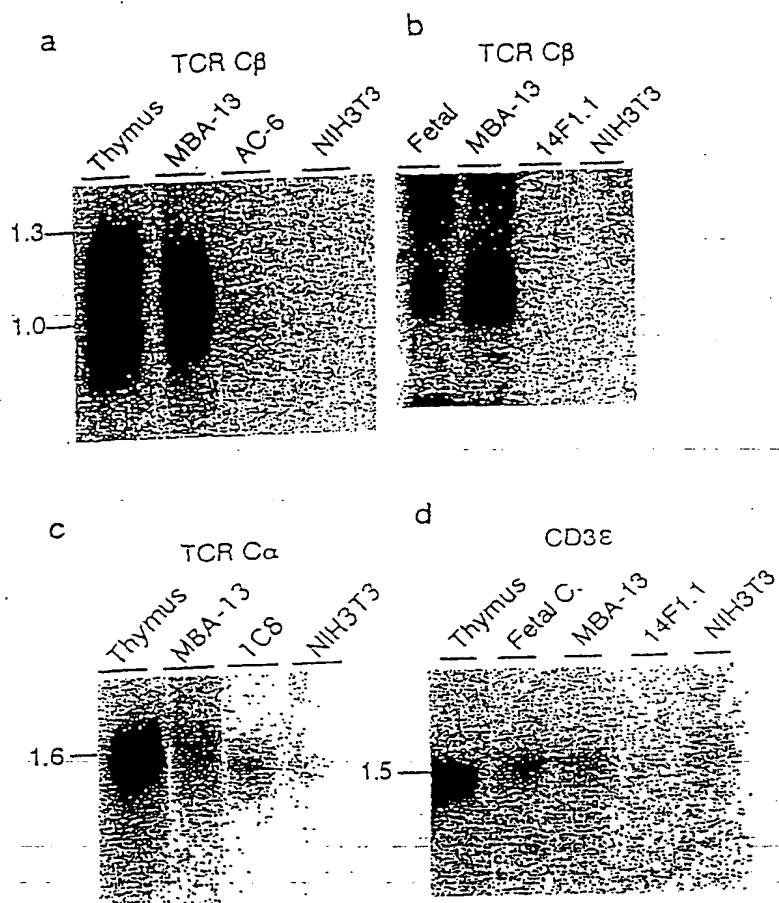 a
TCR Cβ
Thymus
MBA-13
AC-6
NIH3T3
1.3
1.0
b
TCR Cβ
Fetal
MBA-13
14F1.1
NIH3T3
c
TCR Cα
Thymus
MBA-13
1C8
NIH3T3
1.6
d
CD3ε
Thymus
Fetal C.
MBA-13
14F1.1
NIH3T3
1.5